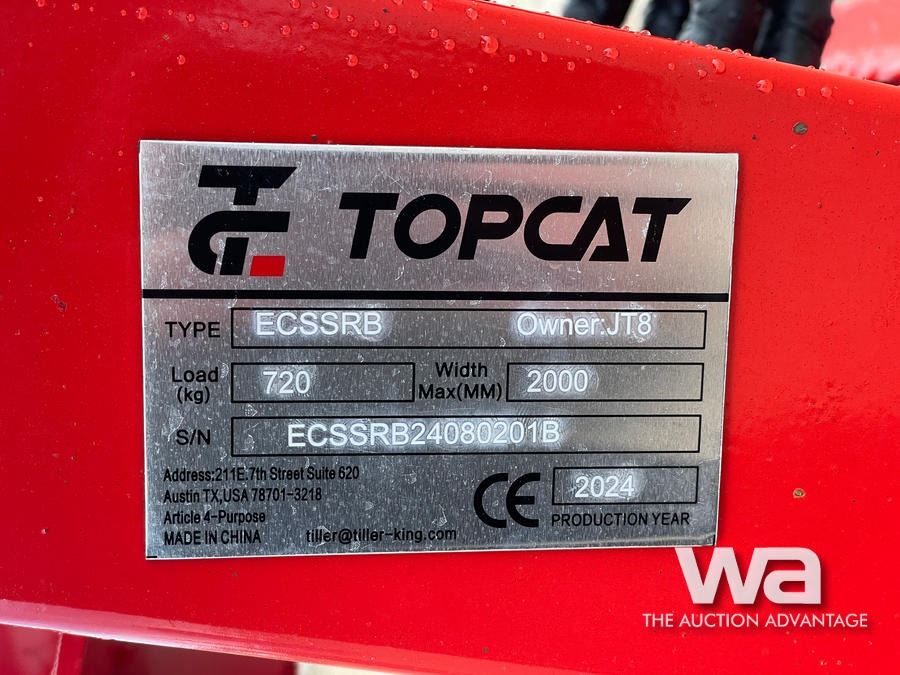 TOPCAT
TYPE ECSSRB Owner:JT8
Load (kg) 720 Width Max(MM) 2000
S/N ECSSRB24080201B
Address:211E.7th Street Suite 620
Austin TX,USA 78701-3218
Article 4-Purpose
MADE IN CHINA tiller@tiller-king.com
CE 2024
PRODUCTION YEAR
wa
THE AUCTION ADVANTAGE